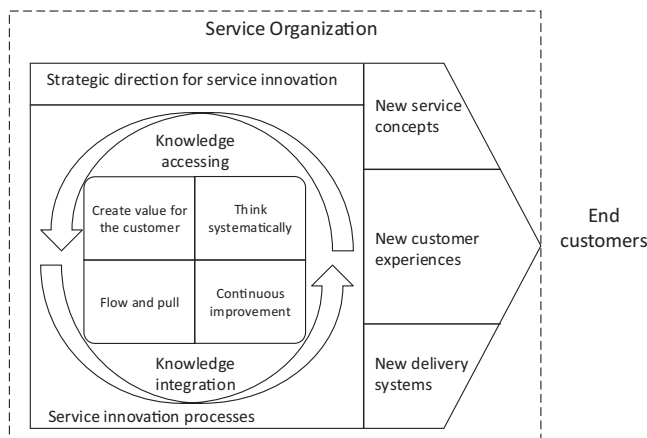 Service Organization
Strategic direction for service innovation
Knowledge
accessing
Create value for
the customer
Think
systematically
Flow and pull
Continuous
improvement
Knowledge
integration
Service innovation processes
New service
concepts
New customer
experiences
New delivery
systems
End
customers